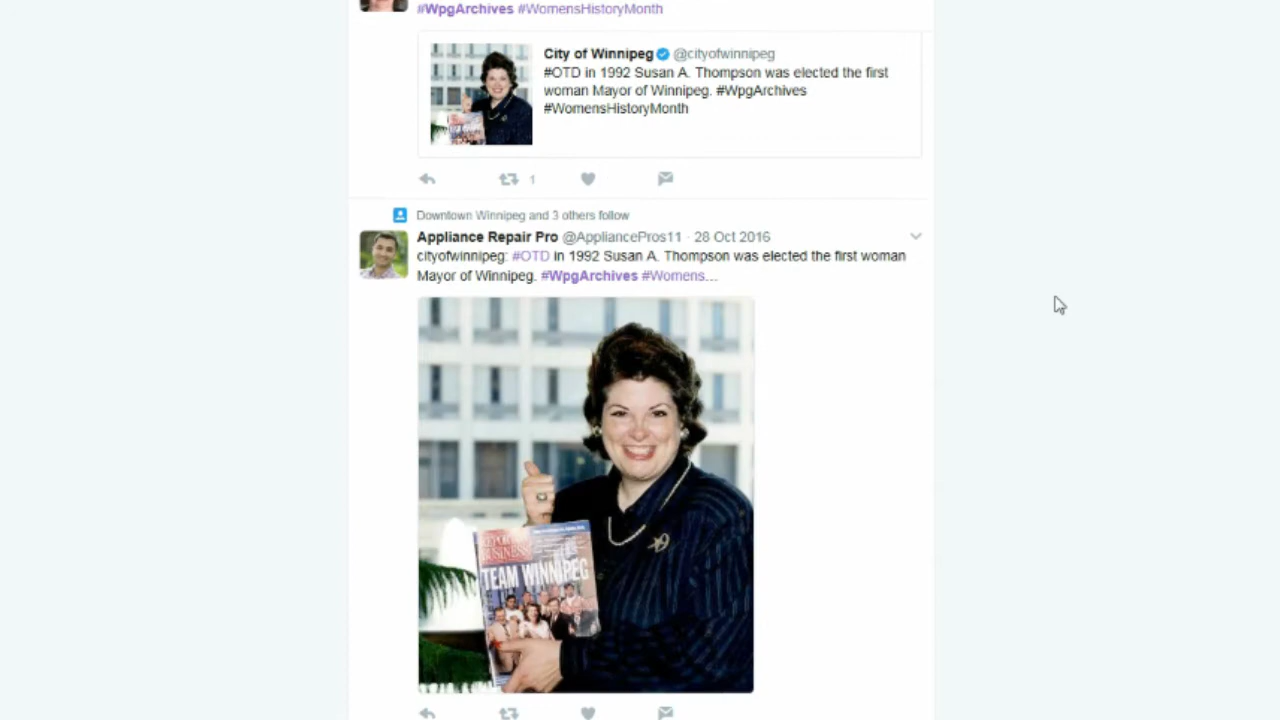 #WpgArchives #WomensHistoryMonth
City of Winnipeg @cityofwinnipeg
#OTD in 1992 Susan A. Thompson was elected the first
woman Mayor of Winnipeg. #WpgArchives
#WomensHistoryMonth
1
Downtown Winnipeg and 3 others follow
Appliance Repair Pro @AppliancePros11 · 28 Oct 2016
cityofwinnipeg: #OTD in 1992 Susan A. Thompson was elected the first woman
Mayor of Winnipeg. #WpgArchives #Womens…
BUSINESS
TEAM WINNIPEG